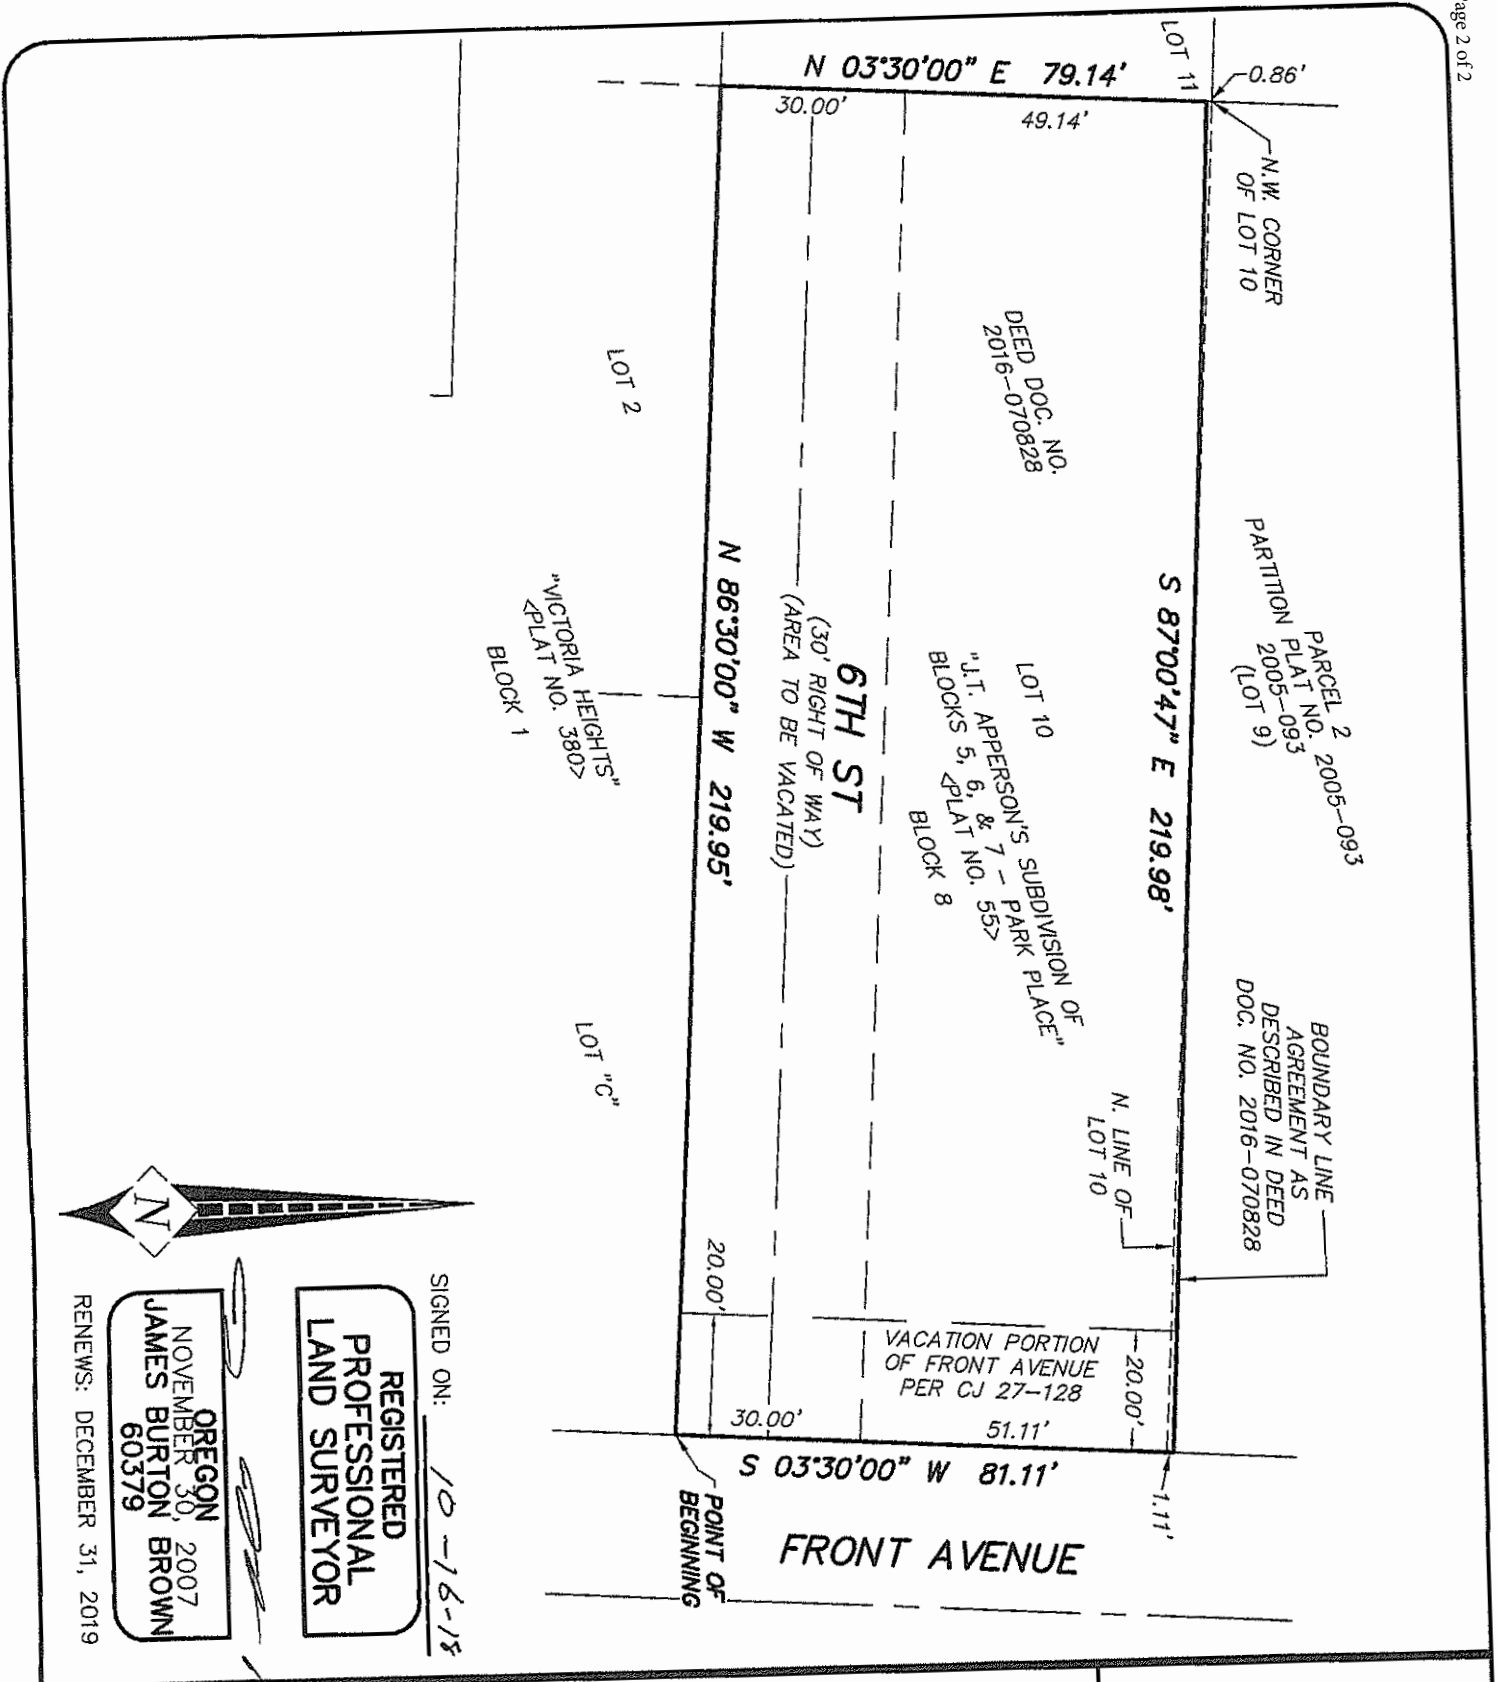 Page 2 of 2
LOT 11
N 03°30'00" E 79.14'
0.86'
30.00'
49.14'
N.W. CORNER
OF LOT 10
DEED DOC. NO.
2016-070828
LOT 2
S 87°00'47" E 219.98'
PARCEL 2
PARTITION PLAT NO. 2005-093
2005-093
(LOT 9)
N 86°30'00" W 219.95'
6TH ST
(30' RIGHT OF WAY)
(AREA TO BE VACATED)
LOT 10
"J.T. APPERSON'S SUBDIVISION OF
BLOCKS 5, 6, & 7 - PARK PLACE"
<PLAT NO. 55>
BLOCK 8
"VICTORIA HEIGHTS"
<PLAT NO. 380>
BLOCK 1
LOT "C"
BOUNDARY LINE
AGREEMENT AS
DESCRIBED IN DEED
DOC. NO. 2016-070828
N. LINE OF
LOT 10
20.00'
VACATION PORTION
OF FRONT AVENUE
PER CJ 27-128
20.00'
30.00'
51.11'
S 03°30'00" W 81.11'
1.11'
POINT OF
BEGINNING
FRONT AVENUE
N
SIGNED ON: 10-16-18
REGISTERED
PROFESSIONAL
LAND SURVEYOR
OREGON
NOVEMBER 30, 2007
JAMES BURTON BROWN
60379
RENEWS: DECEMBER 31, 2019